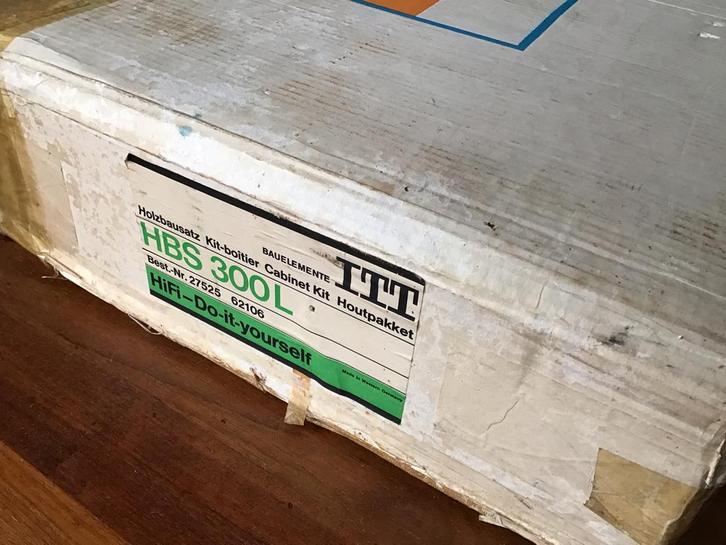 BAUELEMENTE ITT
Holzbausatz Kit-boitier Cabinet Kit Houtpakket
HBS 300L
Best.-Nr. 27525 62106
HiFi-Do-it-yourself
Made in Western Germany